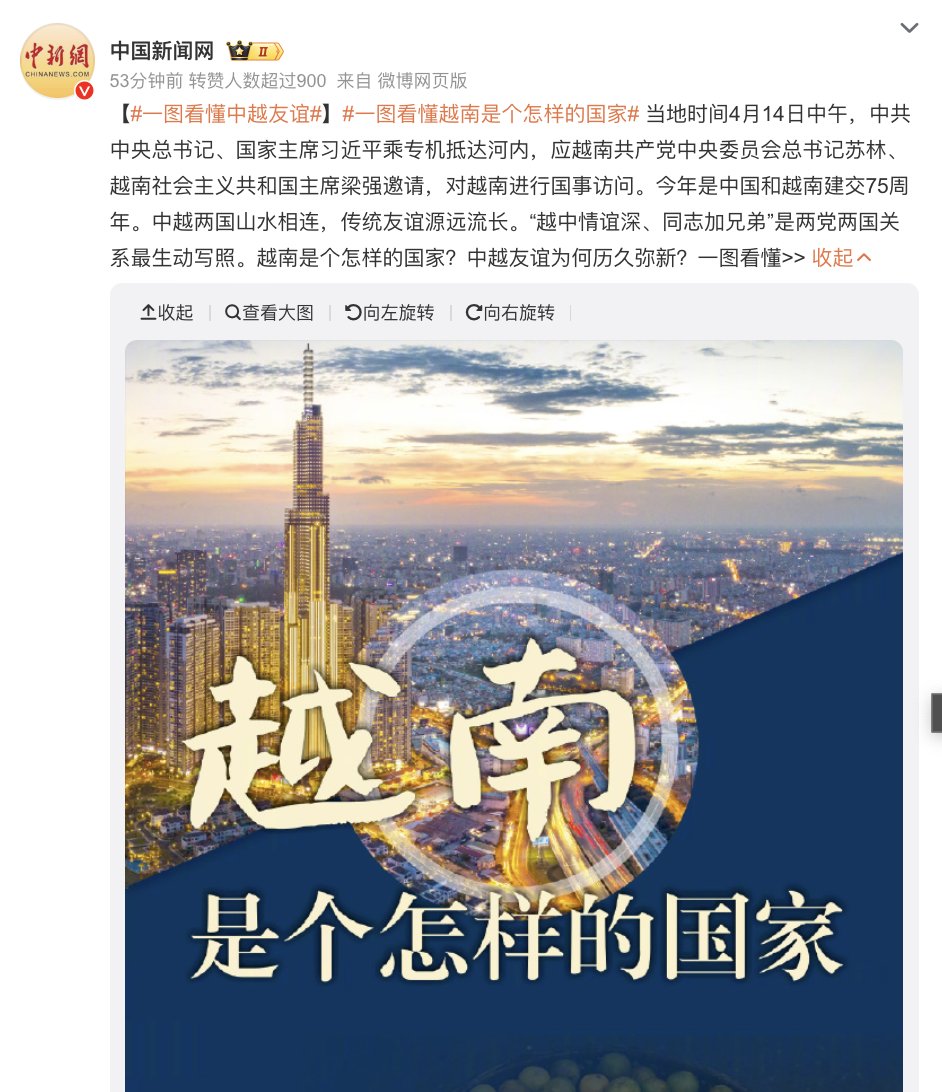 中新網
CHINANEWS.COM
中国新闻网
II
53分钟前 转赞人数超过900 来自 微博网页版
【#一图看懂中越友谊#】#一图看懂越南是个怎样的国家# 当地时间4月14日中午，中共
中央总书记、国家主席习近平乘专机抵达河内，应越南共产党中央委员会总书记苏林、
越南社会主义共和国主席梁强邀请，对越南进行国事访问。今年是中国和越南建交75周
年。中越两国山水相连，传统友谊源远流长。“越中情谊深、同志加兄弟”是两党两国关
系最生动写照。越南是个怎样的国家？中越友谊为何历久弥新？一图看懂>> 收起
收起 查看大图 向左旋转 向右旋转
越南
是个怎样的国家